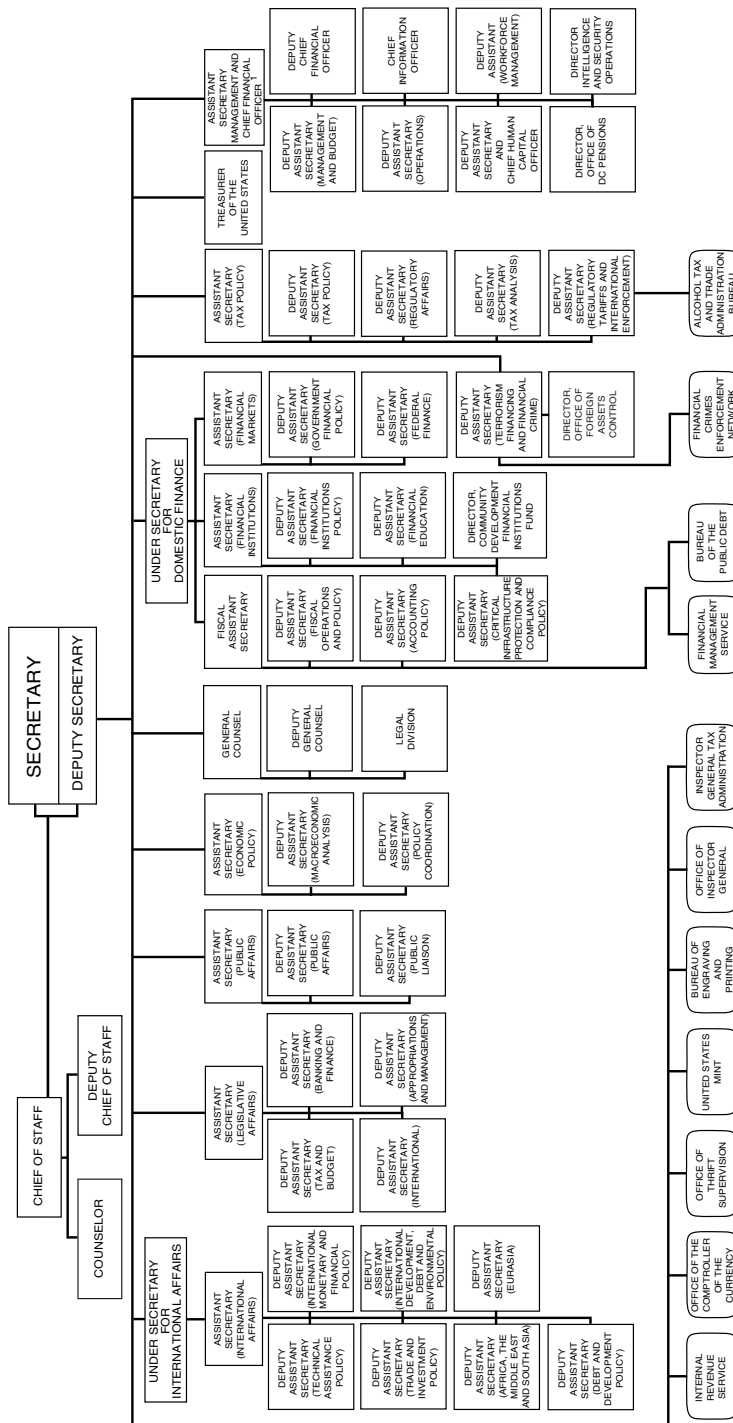 SECRETARY
DEPUTY SECRETARY
CHIEF OF STAFF
COUNSELOR
DEPUTY
CHIEF OF STAFF
UNDER SECRETARY
FOR
INTERNATIONAL AFFAIRS
ASSISTANT
SECRETARY
(INTERNATIONAL
AFFAIRS)
DEPUTY
ASSISTANT
SECRETARY
(TECHNICAL
ASSISTANCE
POLICY)
DEPUTY
ASSISTANT
SECRETARY
(INTERNATIONAL
MONETARY AND
FINANCIAL
POLICY)
DEPUTY
ASSISTANT
SECRETARY
(TRADE AND
INVESTMENT
POLICY)
DEPUTY
ASSISTANT
SECRETARY
(INTERNATIONAL
DEVELOPMENT,
DEBT AND
ENVIRONMENTAL
POLICY)
DEPUTY
ASSISTANT
SECRETARY
(AFRICA, THE
MIDDLE EAST
AND SOUTH ASIA)
DEPUTY
ASSISTANT
SECRETARY
(EURASIA)
DEPUTY
ASSISTANT
SECRETARY
(DEBT AND
DEVELOPMENT
POLICY)
ASSISTANT
SECRETARY
(LEGISLATIVE
AFFAIRS)
DEPUTY
ASSISTANT
SECRETARY
(TAX AND
BUDGET)
DEPUTY
ASSISTANT
SECRETARY
(BANKING AND
FINANCE)
DEPUTY
ASSISTANT
SECRETARY
(INTERNATIONAL)
DEPUTY
ASSISTANT
SECRETARY
(APPROPRIATIONS
AND MANAGEMENT)
ASSISTANT
SECRETARY
(PUBLIC
AFFAIRS)
DEPUTY
ASSISTANT
SECRETARY
(PUBLIC
AFFAIRS)
DEPUTY
ASSISTANT
SECRETARY
(PUBLIC
LIAISON)
ASSISTANT
SECRETARY
(ECONOMIC
POLICY)
DEPUTY
ASSISTANT
SECRETARY
(MACROECONOMIC
ANALYSIS)
DEPUTY
ASSISTANT
SECRETARY
(POLICY
COORDINATION)
GENERAL
COUNSEL
DEPUTY
GENERAL
COUNSEL
LEGAL
DIVISION
UNDER SECRETARY
FOR
DOMESTIC FINANCE
FISCAL
ASSISTANT
SECRETARY
DEPUTY
ASSISTANT
SECRETARY
(FISCAL
OPERATIONS
AND POLICY)
DEPUTY
ASSISTANT
SECRETARY
(ACCOUNTING
POLICY)
ASSISTANT
SECRETARY
(FINANCIAL
INSTITUTIONS)
DEPUTY
ASSISTANT
SECRETARY
(FINANCIAL
INSTITUTIONS
POLICY)
DEPUTY
ASSISTANT
SECRETARY
(FINANCIAL
EDUCATION)
DEPUTY
ASSISTANT
SECRETARY
(CRITICAL
INFRASTRUCTURE
PROTECTION AND
COMPLIANCE
POLICY)
DIRECTOR,
COMMUNITY
DEVELOPMENT
FINANCIAL
INSTITUTIONS
FUND
ASSISTANT
SECRETARY
(FINANCIAL
MARKETS)
DEPUTY
ASSISTANT
SECRETARY
(GOVERNMENT
FINANCIAL
POLICY)
DEPUTY
ASSISTANT
SECRETARY
(FEDERAL
FINANCE)
DEPUTY
ASSISTANT
SECRETARY
(TERRORISM
FINANCING
AND FINANCIAL
CRIME)
DIRECTOR,
OFFICE OF
FOREIGN
ASSETS
CONTROL
ASSISTANT
SECRETARY
(TAX POLICY)
DEPUTY
ASSISTANT
SECRETARY
(TAX POLICY)
DEPUTY
ASSISTANT
SECRETARY
(REGULATORY
AFFAIRS)
DEPUTY
ASSISTANT
SECRETARY
(TAX ANALYSIS)
DEPUTY
ASSISTANT
SECRETARY
(REGULATORY
TARIFFS AND
INTERNATIONAL
ENFORCEMENT)
TREASURER
OF THE
UNITED STATES
ASSISTANT
SECRETARY
MANAGEMENT AND
CHIEF FINANCIAL
OFFICER 1
DEPUTY
ASSISTANT
SECRETARY
(MANAGEMENT
AND BUDGET)
DEPUTY
CHIEF
FINANCIAL
OFFICER
DEPUTY
ASSISTANT
SECRETARY
(OPERATIONS)
CHIEF
INFORMATION
OFFICER
DEPUTY
ASSISTANT
SECRETARY
AND
CHIEF HUMAN
CAPITAL
OFFICER
DEPUTY
ASSISTANT
(WORKFORCE
MANAGEMENT)
DIRECTOR,
OFFICE OF
DC PENSIONS
DIRECTOR
INTELLIGENCE
AND SECURITY
OPERATIONS
INTERNAL
REVENUE
SERVICE
OFFICE OF THE
COMPTROLLER
OF THE
CURRENCY
OFFICE OF
THRIFT
SUPERVISION
UNITED STATES
MINT
BUREAU OF
ENGRAVING
AND
PRINTING
OFFICE OF
INSPECTOR
GENERAL
INSPECTOR
GENERAL TAX
ADMINISTRATION
FINANCIAL
MANAGEMENT
SERVICE
BUREAU
OF THE
PUBLIC DEBT
FINANCIAL
CRIMES
ENFORCEMENT
NETWORK
ALCOHOL TAX
AND TRADE
ADMINISTRATION
BUREAU